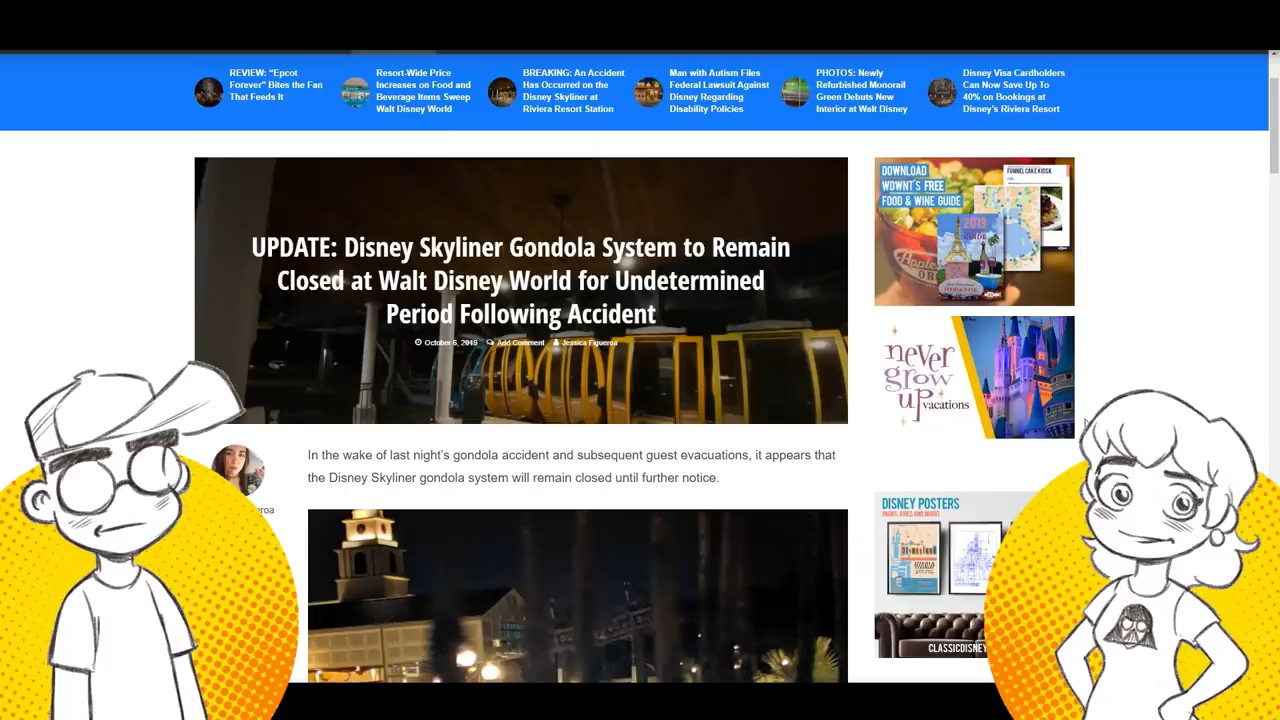 REVIEW: “Epcot
Forever” Bites the Fan
That Feeds It
Resort-Wide Price
Increases on Food and
Beverage Items Sweep
Walt Disney World
BREAKING: An Accident
Has Occurred on the
Disney Skyliner at
Riviera Resort Station
Man with Autism Files
Federal Lawsuit Against
Disney Regarding
Disability Policies
PHOTOS: Newly
Refurbished Monorail
Green Debuts New
Interior at Walt Disney
Disney Visa Cardholders
Can Now Save Up To
40% on Bookings at
Disney's Riviera Resort
UPDATE: Disney Skyliner Gondola System to Remain
Closed at Walt Disney World for Undetermined
Period Following Accident
October 6, 2019 Add Comment Jessica Figueroa
In the wake of last night's gondola accident and subsequent guest evacuations, it appears that
the Disney Skyliner gondola system will remain closed until further notice.
eroa
DOWNLOAD
WDWNT'S FREE
FOOD & WINE GUIDE
FUNNEL CAKE KIOSK
2019
never
grow
up vacations
DISNEY POSTERS
PARKS, RIDES AND MORE!
CLASSICDISNEY